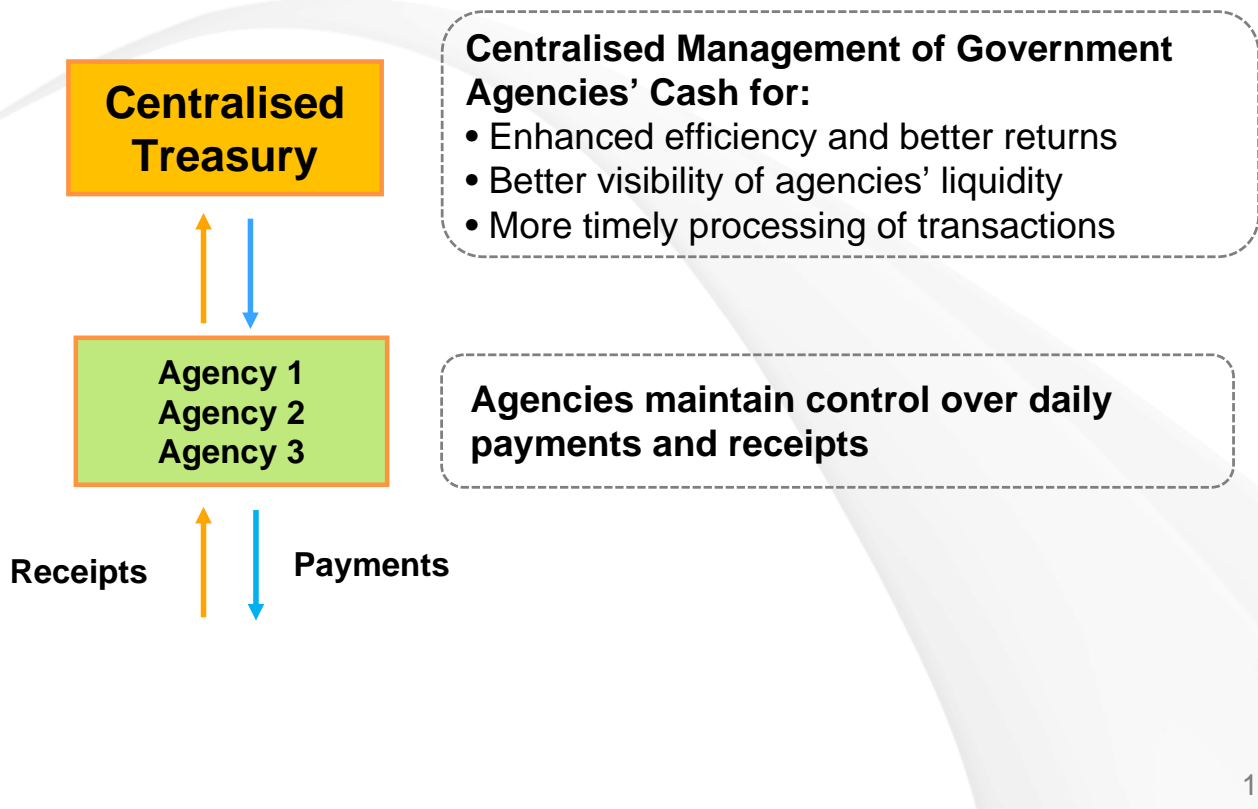 Centralised
Treasury
Centralised Management of Government
Agencies’ Cash for:
• Enhanced efficiency and better returns
• Better visibility of agencies’ liquidity
• More timely processing of transactions
Agency 1
Agency 2
Agency 3
Agencies maintain control over daily
payments and receipts
Receipts
Payments
1